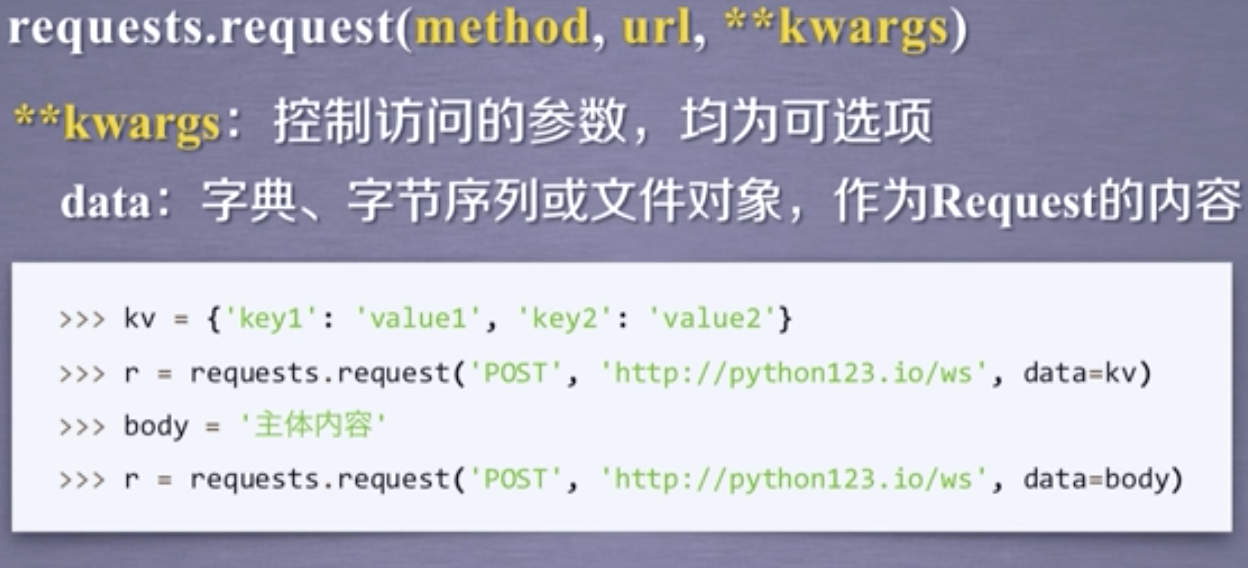 requests.request(method, url, **kwargs)
**kwargs：控制访问的参数，均为可选项
data：字典、字节序列或文件对象，作为Request的内容
>>> kv = {'key1': 'value1', 'key2': 'value2'}
>>> r = requests.request('POST', 'http://python123.io/ws', data=kv)
>>> body = '主体内容'
>>> r = requests.request('POST', 'http://python123.io/ws', data=body)